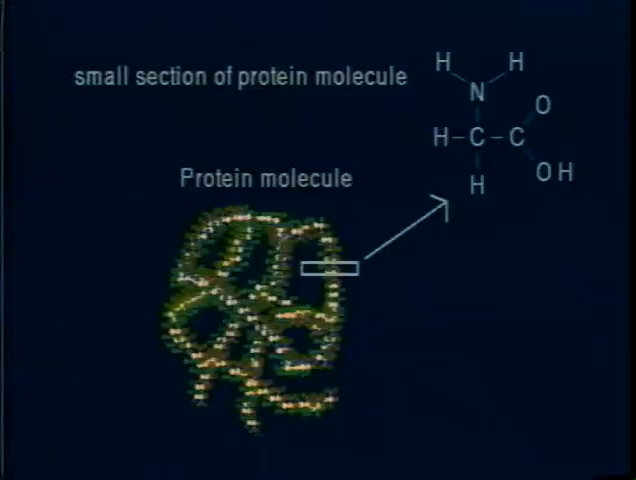 small section of protein molecule
H H
N
O
H-C-C
OH
H
Protein molecule